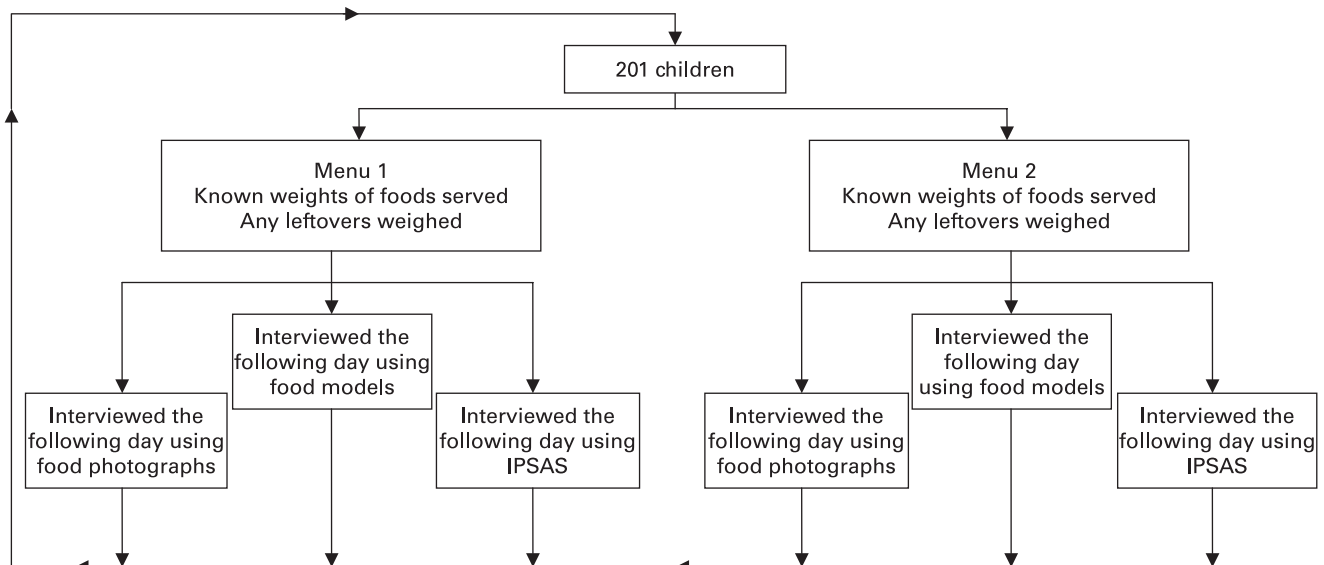 201 children
Menu 1
Known weights of foods served
Any leftovers weighed
Menu 2
Known weights of foods served
Any leftovers weighed
Interviewed the
following day using
food models
Interviewed the
following day
using food models
Interviewed the
following day using
food photographs
Interviewed the
following day using
IPSAS
Interviewed the
following day using
food photographs
Interviewed the
following day using
IPSAS